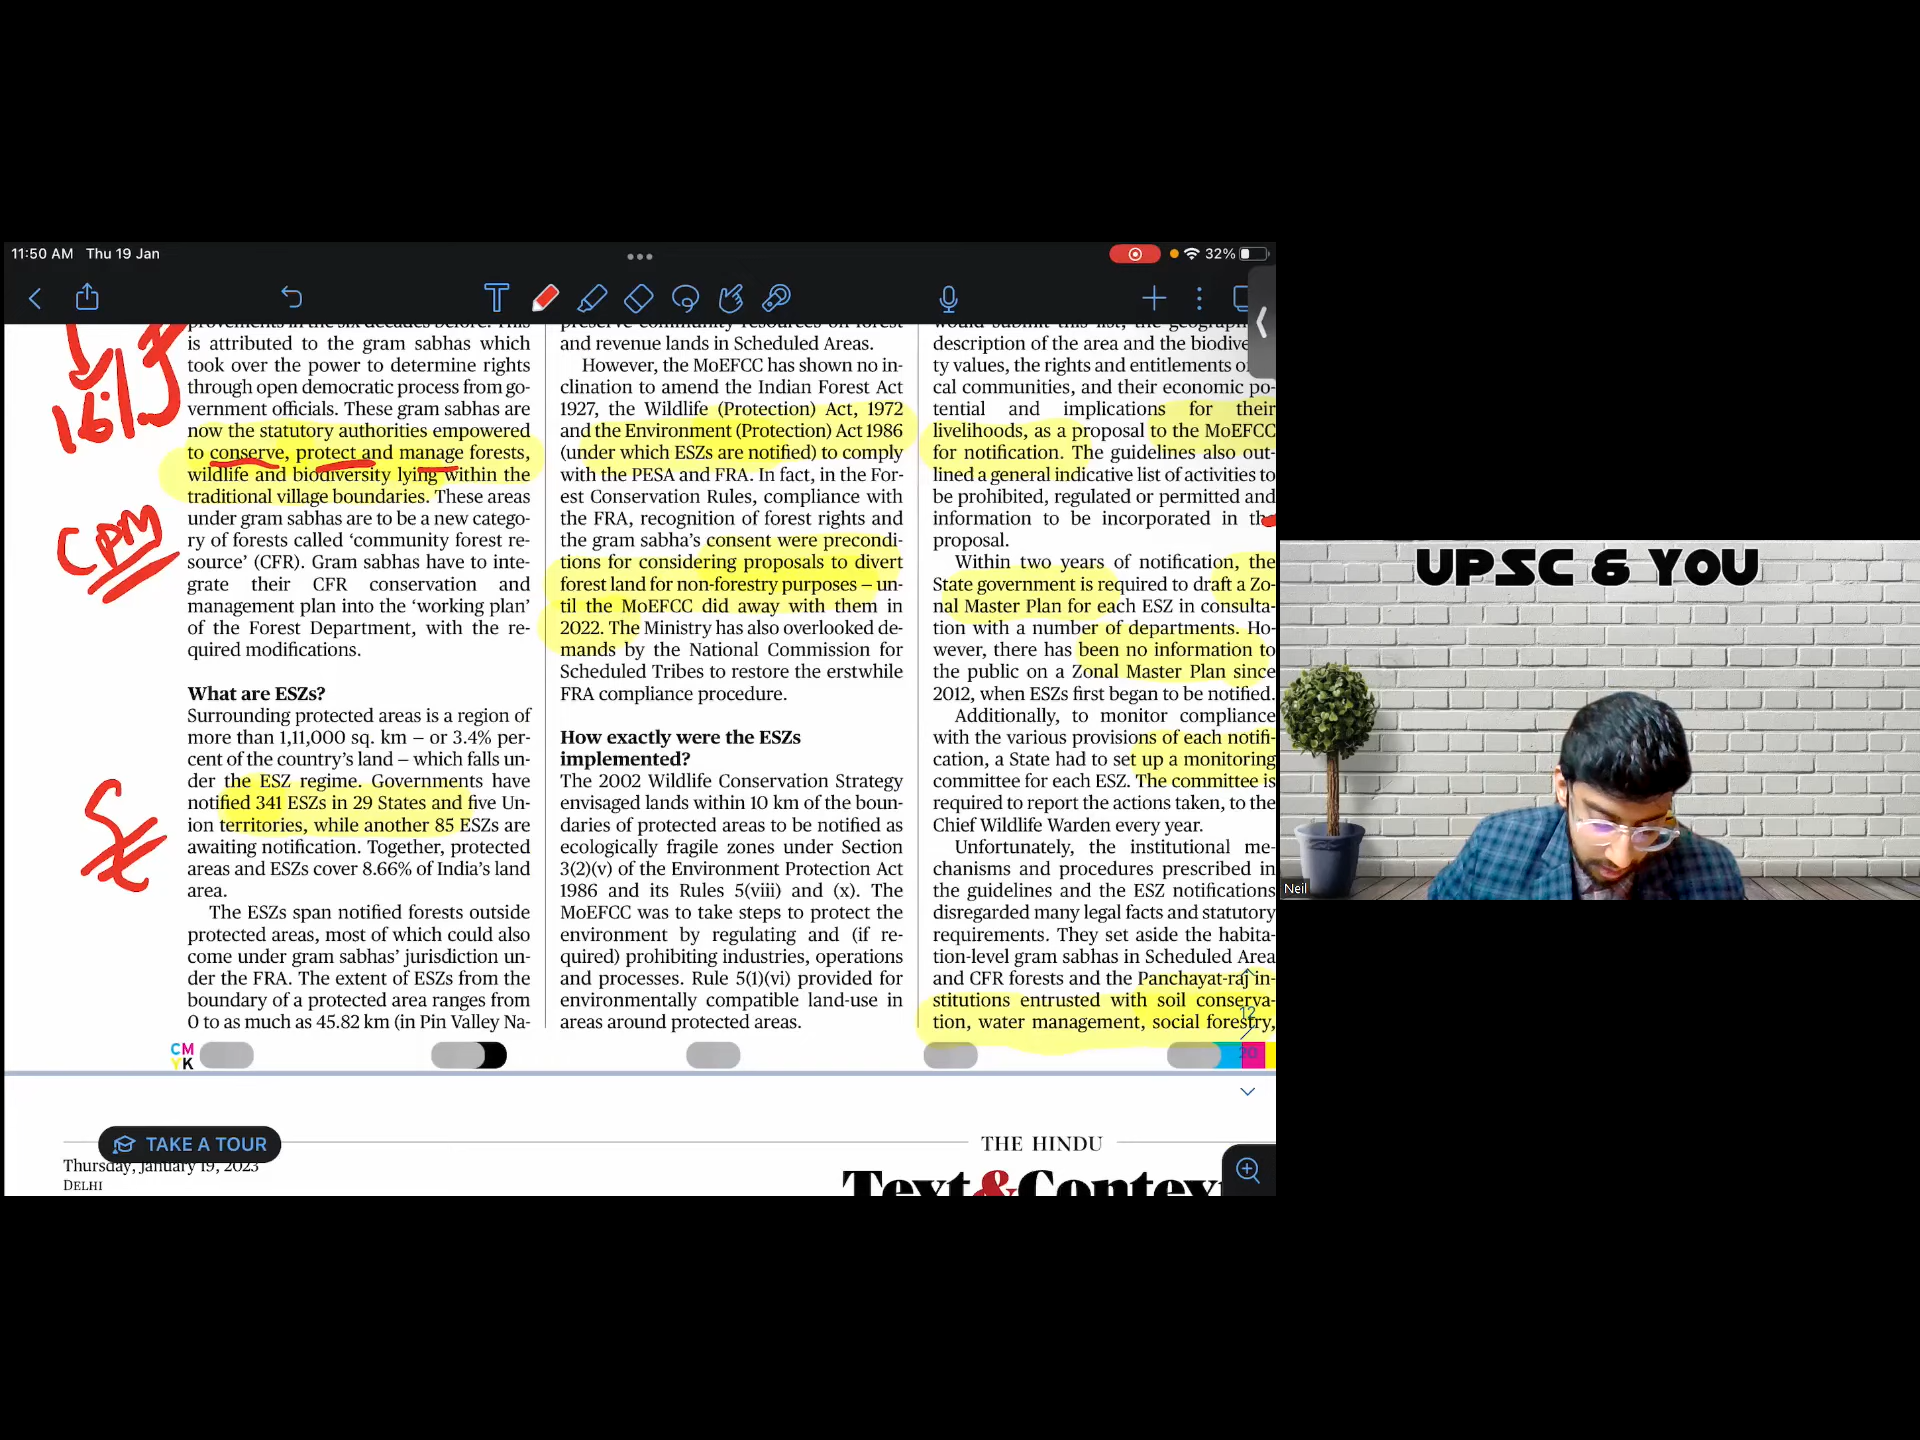 11:50 AM Thu 19 Jan
32%
provements in the six decades before. This
is attributed to the gram sabhas which
took over the power to determine rights
through open democratic process from go-
vernment officials. These gram sabhas are
now the statutory authorities empowered
to conserve, protect and manage forests,
wildlife and biodiversity lying within the
traditional village boundaries. These areas
under gram sabhas are to be a new catego-
ry of forests called ‘community forest re-
source’ (CFR). Gram sabhas have to inte-
grate their CFR conservation and
management plan into the ‘working plan’
of the Forest Department, with the re-
quired modifications.
What are ESZs?
Surrounding protected areas is a region of
more than 1,11,000 sq. km – or 3.4% per-
cent of the country’s land – which falls un-
der the ESZ regime. Governments have
notified 341 ESZs in 29 States and five Un-
ion territories, while another 85 ESZs are
awaiting notification. Together, protected
areas and ESZs cover 8.66% of India’s land
area.
The ESZs span notified forests outside
protected areas, most of which could also
come under gram sabhas’ jurisdiction un-
der the FRA. The extent of ESZs from the
boundary of a protected area ranges from
0 to as much as 45.82 km (in Pin Valley Na-
preserve community resources on forest
and revenue lands in Scheduled Areas.
However, the MoEFCC has shown no in-
clination to amend the Indian Forest Act
1927, the Wildlife (Protection) Act, 1972
and the Environment (Protection) Act 1986
(under which ESZs are notified) to comply
with the PESA and FRA. In fact, in the For-
est Conservation Rules, compliance with
the FRA, recognition of forest rights and
the gram sabha’s consent were precondi-
tions for considering proposals to divert
forest land for non-forestry purposes – un-
til the MoEFCC did away with them in
2022. The Ministry has also overlooked de-
mands by the National Commission for
Scheduled Tribes to restore the erstwhile
FRA compliance procedure.
How exactly were the ESZs
implemented?
The 2002 Wildlife Conservation Strategy
envisaged lands within 10 km of the boun-
daries of protected areas to be notified as
ecologically fragile zones under Section
3(2)(v) of the Environment Protection Act
1986 and its Rules 5(viii) and (x). The
MoEFCC was to take steps to protect the
environment by regulating and (if re-
quired) prohibiting industries, operations
and processes. Rule 5(1)(vi) provided for
environmentally compatible land-use in
areas around protected areas.
would submit this list, the
description of the area and the biodive
ty values, the rights and entitlements o
cal communities, and their economic po-
tential and implications for their
livelihoods, as a proposal to the MoEFCC
for notification. The guidelines also out-
lined a general indicative list of activities to
be prohibited, regulated or permitted and
information to be incorporated in the
proposal.
Within two years of notification, the
State government is required to draft a Zo-
nal Master Plan for each ESZ in consulta-
tion with a number of departments. Ho-
wever, there has been no information to
the public on a Zonal Master Plan since
2012, when ESZs first began to be notified.
Additionally, to monitor compliance
with the various provisions of each notifi-
cation, a State had to set up a monitoring
committee for each ESZ. The committee is
required to report the actions taken, to the
Chief Wildlife Warden every year.
Unfortunately, the institutional me-
chanisms and procedures prescribed in
the guidelines and the ESZ notifications
disregarded many legal facts and statutory
requirements. They set aside the habita-
tion-level gram sabhas in Scheduled Area
and CFR forests and the Panchayat-raj in-
stitutions entrusted with soil conserva-
tion, water management, social forestry,
16%
CPM
CM
YK
12
20
TAKE A TOUR
Thursday, January 19, 2023
DELHI
THE HINDU
Text&Context
UPSC & YOU
Neil